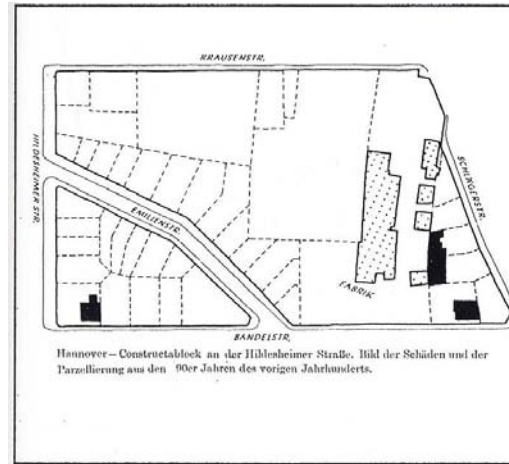 KRAUSENSTR.
HILDESHEIMER STR.
SCHLÄGERSTR.
EMILIENSTR.
FABRIK
BANDELSTR.
Hannover – Constructablock an der Hildesheimer Straße. Bild der Schäden und der
Parzellierung aus den 90er Jahren des vorigen Jahrhunderts.